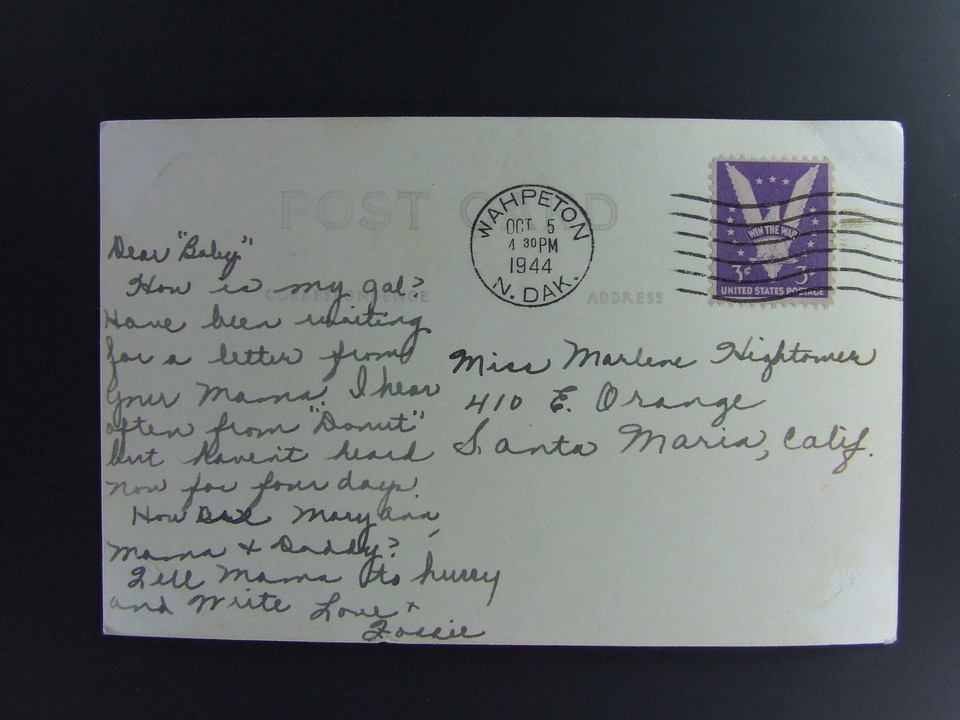 POST CARD
CORRESPONDENCE
ADDRESS
WAHPETON
OCT 5
4 30 PM
1944
N. DAK.
WIN THE WAR
3¢ 3¢
UNITED STATES POSTAGE
Dear "Baby"
How is my gal?
Have been waiting
for a letter from
your Mama. I hear
often from "Donut"
but haven't heard
now for four days.
How are Mary Ann,
Mama & Daddy?
Tell Mama to hurry
and write Love
Miss Marlene Hightower
410 E. Orange
Santa Maria, Calif.